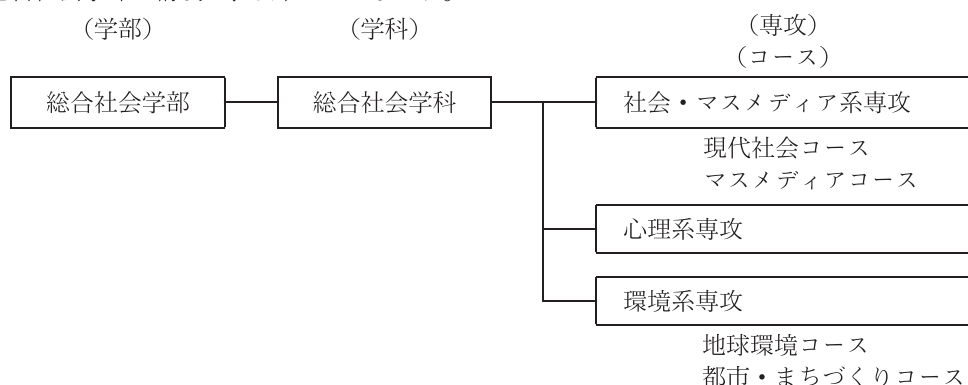 （学部）
（学科）
（専攻）
（コース）
総合社会学部
総合社会学科
社会・マスメディア系専攻
現代社会コース
マスメディアコース
心理系専攻
環境系専攻
地球環境コース
都市・まちづくりコース